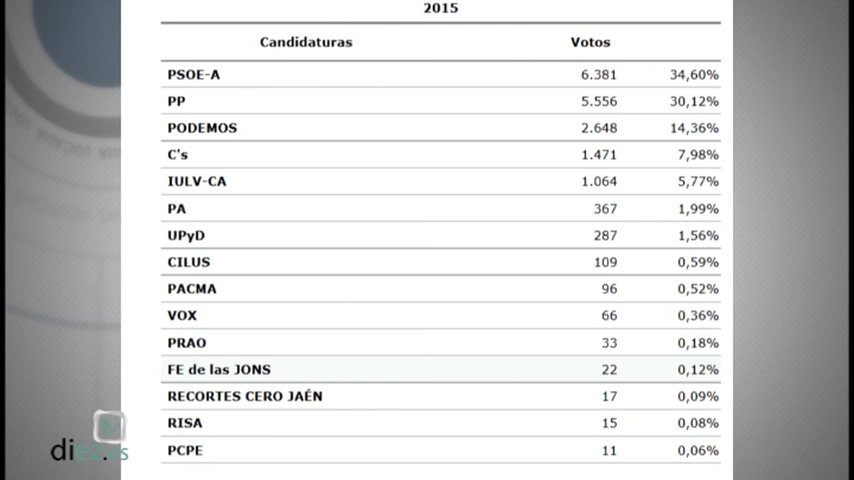 2015
Candidaturas Votos
PSOE-A 6.381 34,60%
PP 5.556 30,12%
PODEMOS 2.648 14,36%
C's 1.471 7,98%
IULV-CA 1.064 5,77%
PA 367 1,99%
UPyD 287 1,56%
CILUS 109 0,59%
PACMA 96 0,52%
VOX 66 0,36%
PRAO 33 0,18%
FE de las JONS 22 0,12%
RECORTES CERO JAÉN 17 0,09%
RISA 15 0,08%
PCPE 11 0,06%
tv
diez.es